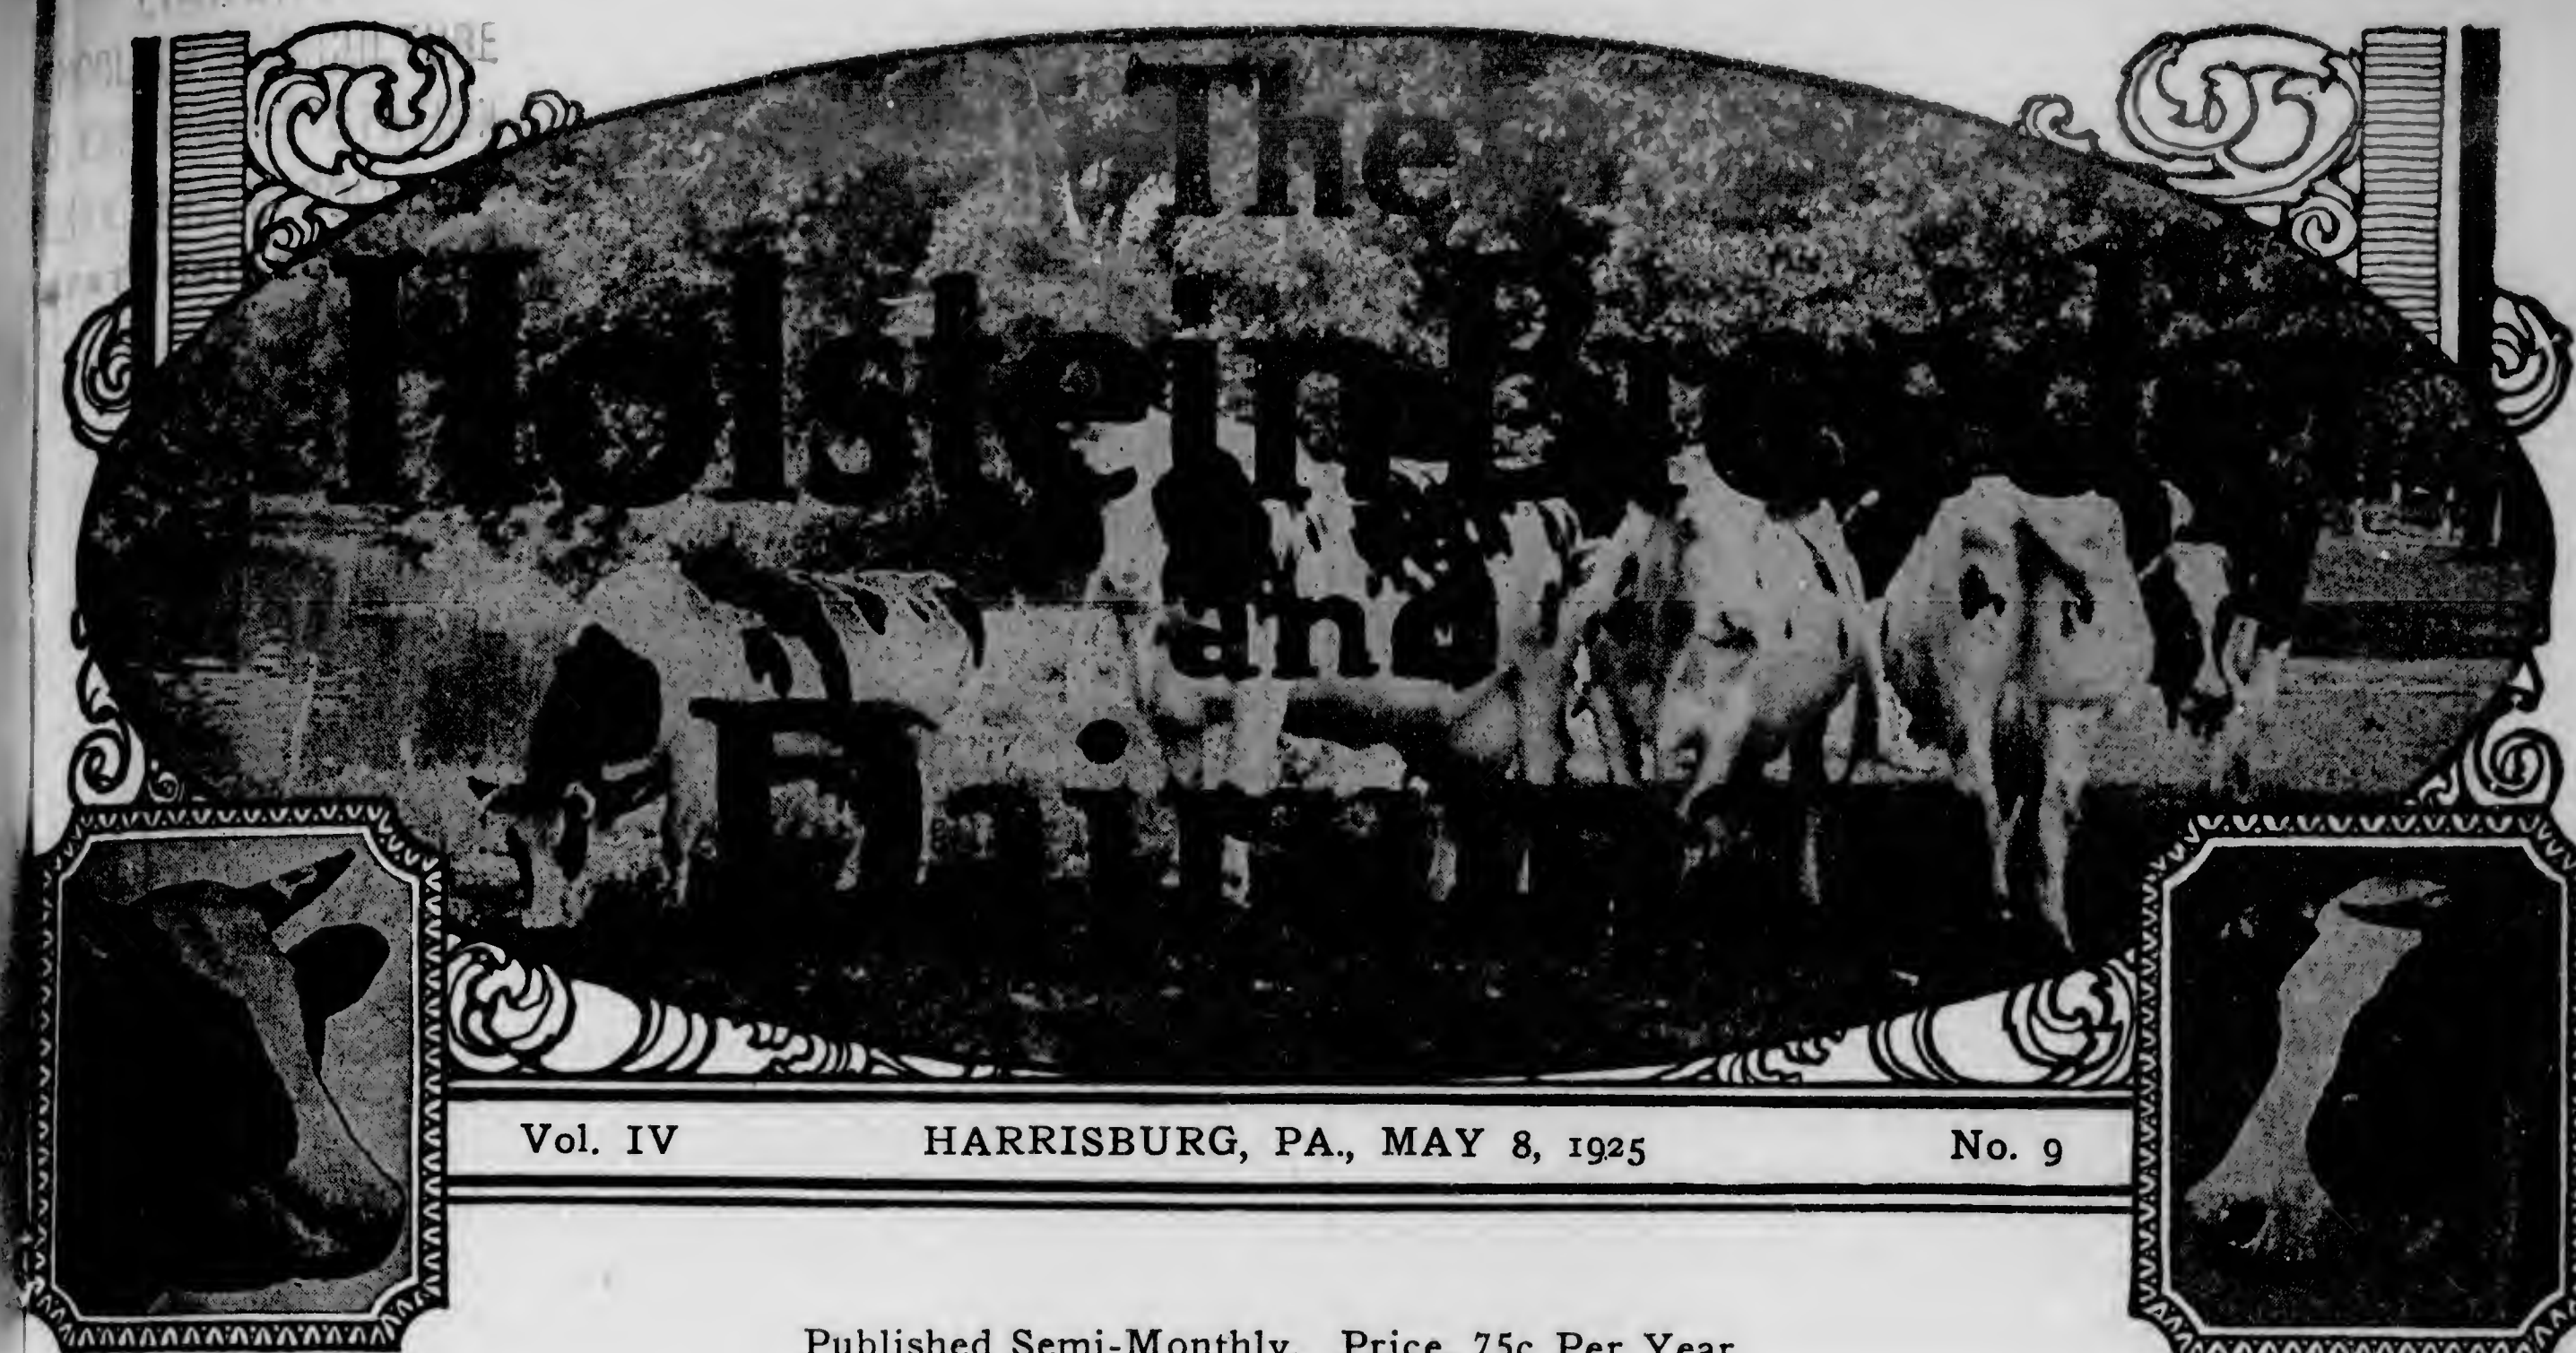 The
Holstein Breeder
and
Dairyman
Vol. IV HARRISBURG, PA., MAY 8, 1925 No. 9
Published Semi-Monthly. Price 75c Per Year